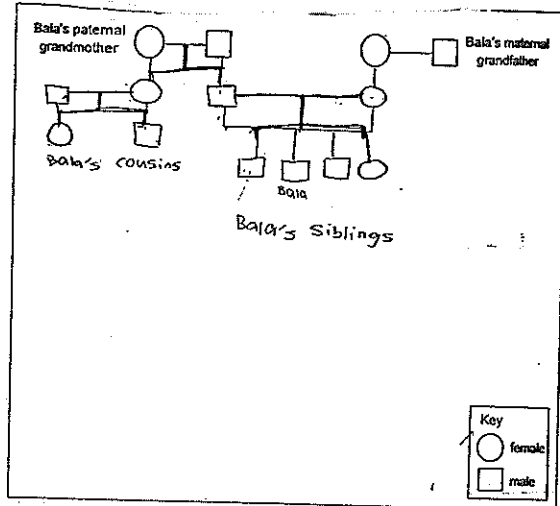 Bala's paternal
grandmother
Bala's maternal
grandfather
Bala's cousins
Bala
Bala's siblings
Key
female
male